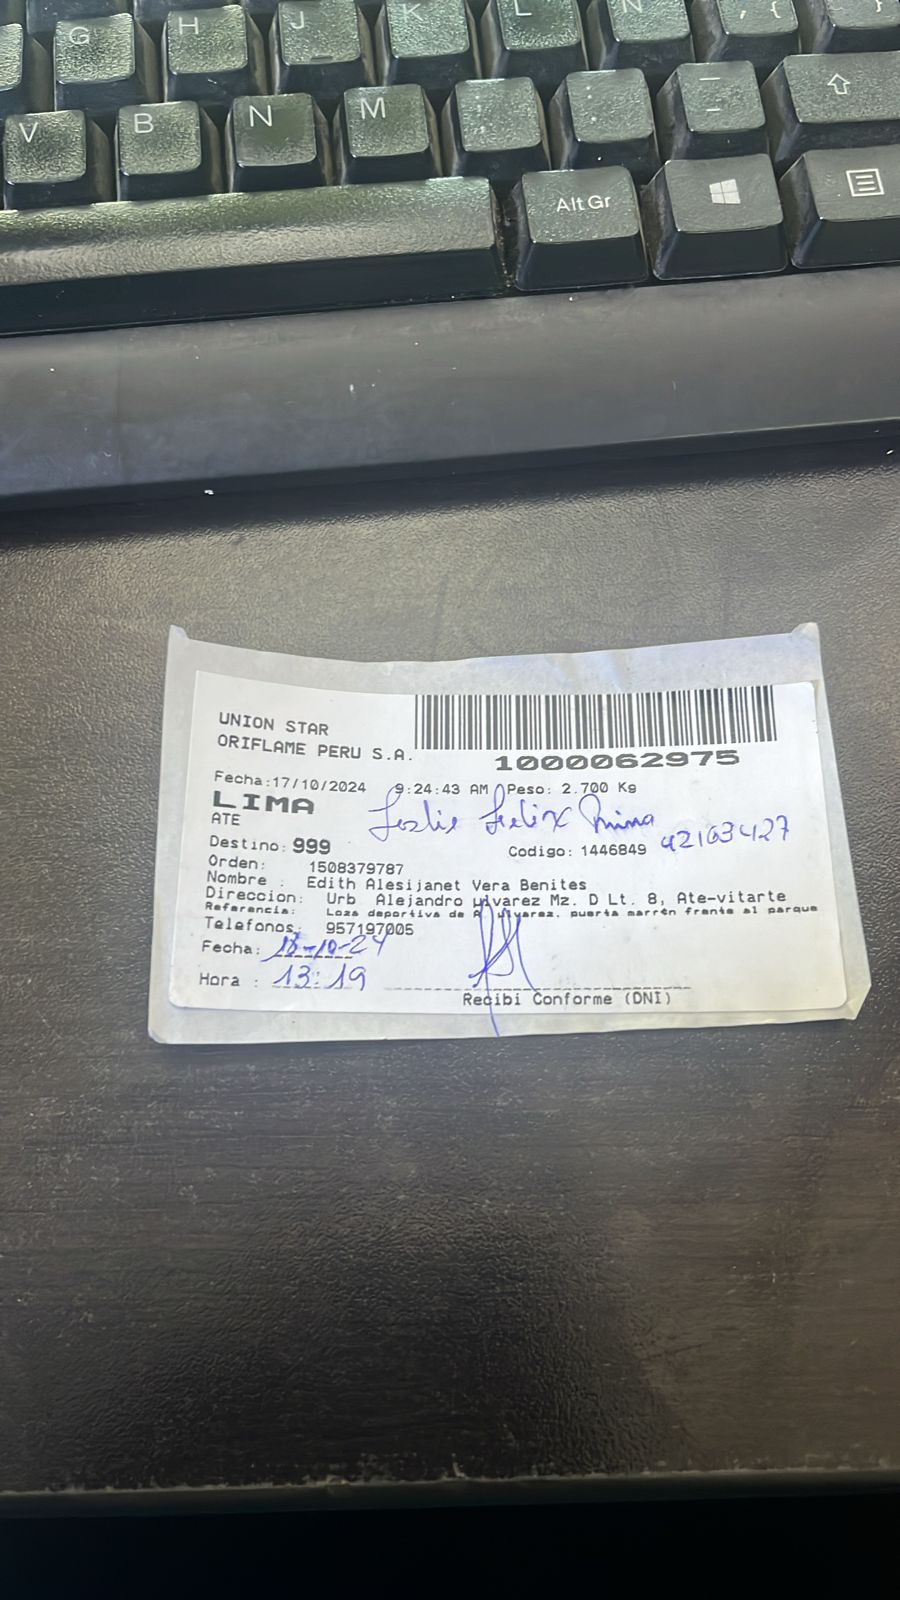 G H J K L N , {  }
V B N M ; : _ -
Alt Gr
UNION STAR
ORIFLAME PERU S.A.
1000062975
Fecha:17/10/2024 9:24:43 AM Peso: 2.700 Kg
LIMA
ATE
Leslie Felix
42103427
Destino: 999
Codigo: 1446849
Orden: 1508379787
Nombre : Edith Alesijanet Vera Benites
Direccion: Urb Alejandro Mz. D Lt. 8, Ate-vitarte
Referencia: Loza deportiva de puerta marrón frente al parque
Telefonos: 957197005
Fecha: 18-10-24
Hora : 13:19
Recibi Conforme (DNI)